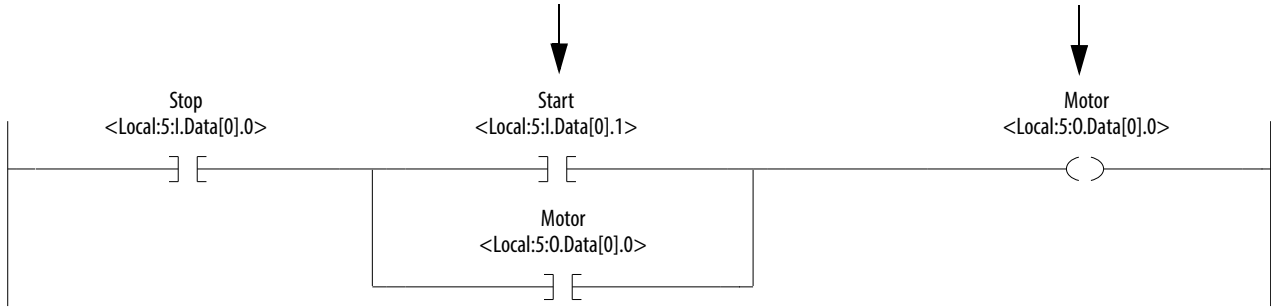 Stop
<Local:5:I.Data[0].0>
Start
<Local:5:I.Data[0].1>
Motor
<Local:5:O.Data[0].0>
Motor
<Local:5:O.Data[0].0>